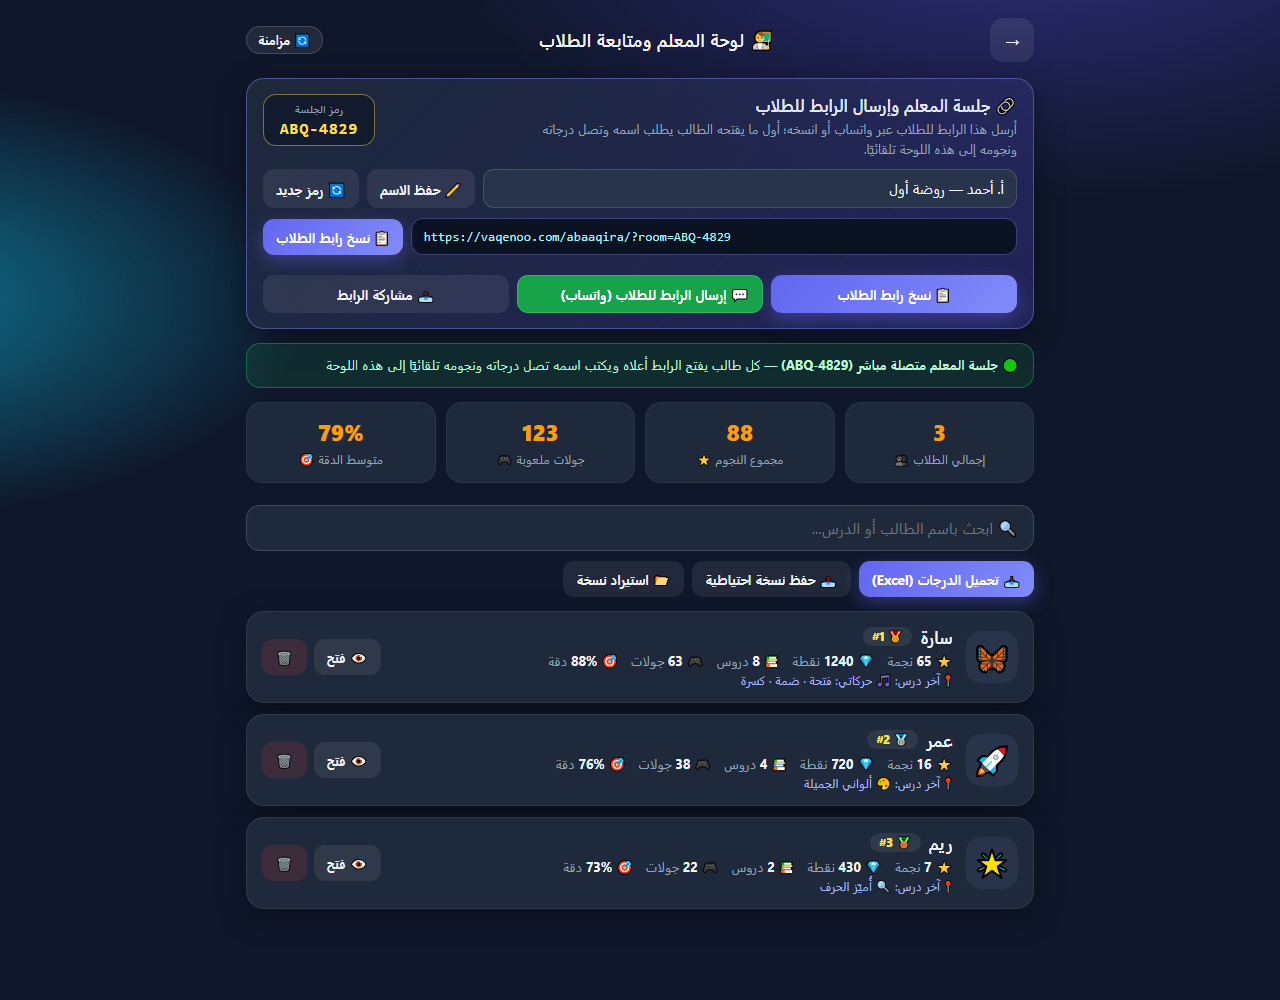 →
👨‍🏫 لوحة المعلم ومتابعة الطلاب
🔄 مزامنة
🔗 جلسة المعلم وإرسال الرابط للطلاب
أرسل هذا الرابط للطلاب عبر واتساب أو انسخه؛ أول ما يفتحه الطالب يطلب اسمه وتصل درجاته
ونجومه إلى هذه اللوحة تلقائيًا.
رمز الجلسة
ABQ-4829
أ. أحمد — روضة أول
✏️ حفظ الاسم
🔄 رمز جديد
https://vaqenoo.com/abaaqira/?room=ABQ-4829
📋 نسخ رابط الطلاب
📋 نسخ رابط الطلاب
💬 إرسال الرابط للطلاب (واتساب)
📤 مشاركة الرابط
🟢 جلسة المعلم متصلة مباشر (ABQ-4829) — كل طالب يفتح الرابط أعلاه ويكتب اسمه تصل درجاته ونجومه تلقائيًا إلى هذه اللوحة
3
إجمالي الطلاب 👥
88
مجموع النجوم ⭐
123
جولات ملعوبة 🎮
79%
متوسط الدقة 🎯
🔍 ابحث باسم الطالب أو الدرس...
📥 تحميل الدرجات (Excel)
📤 حفظ نسخة احتياطية
📂 استيراد نسخة
سارة 🥇 #1
⭐ 65 نجمة 💎 1240 نقطة 📚 8 دروس 🎮 63 جولات 🎯 88% دقة
📍 آخر درس: 🎵 حركاتي: فتحة · ضمة · كسرة
👁️ فتح
🗑️
عمر 🥈 #2
⭐ 16 نجمة 💎 720 نقطة 📚 4 دروس 🎮 38 جولات 🎯 76% دقة
📍 آخر درس: 🎨 ألواني الجميلة
👁️ فتح
🗑️
ريم 🥉 #3
⭐ 7 نجمة 💎 430 نقطة 📚 2 دروس 🎮 22 جولات 🎯 73% دقة
📍 آخر درس: 🔍 أُميّز الحرف
👁️ فتح
🗑️